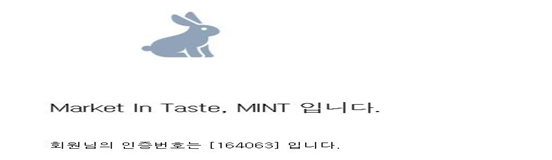 Market In Taste, MINT 입니다.
회원님의 인증번호는 [164063] 입니다.